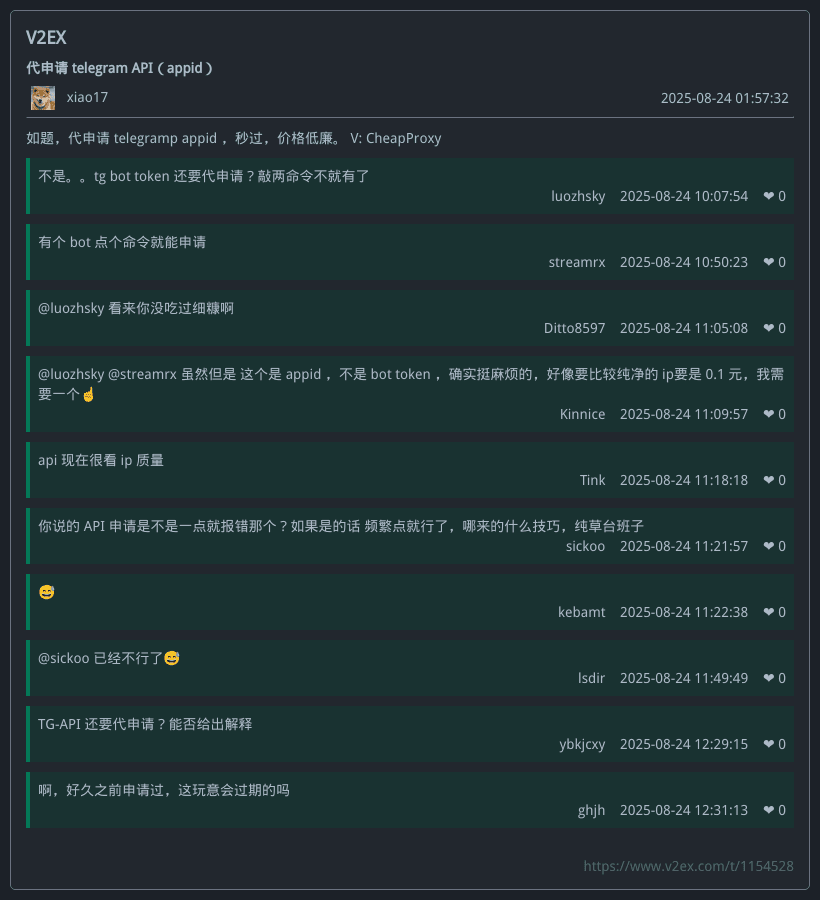 V2EX
代申请 telegram API（appid）
xiao17 2025-08-24 01:57:32
如题，代申请 telegramp appid ，秒过，价格低廉。 V: CheapProxy
不是。。tg bot token 还要代申请？敲两命令不就有了
luozhsky 2025-08-24 10:07:54 ❤ 0
有个 bot 点个命令就能申请
streamrx 2025-08-24 10:50:23 ❤ 0
@luozhsky 看来你没吃过细糠啊
Ditto8597 2025-08-24 11:05:08 ❤ 0
@luozhsky @streamrx 虽然但是 这个是 appid ，不是 bot token ，确实挺麻烦的，好像要比较纯净的 ip要是 0.1 元，我需
要一个☝
Kinnice 2025-08-24 11:09:57 ❤ 0
api 现在很看 ip 质量
Tink 2025-08-24 11:18:18 ❤ 0
你说的 API 申请是不是一点就报错那个？如果是的话 频繁点就行了，哪来的什么技巧，纯草台班子
sickoo 2025-08-24 11:21:57 ❤ 0
😅
kebamt 2025-08-24 11:22:38 ❤ 0
@sickoo 已经不行了😅
lsdir 2025-08-24 11:49:49 ❤ 0
TG-API 还要代申请？能否给出解释
ybkjcxy 2025-08-24 12:29:15 ❤ 0
啊，好久之前申请过，这玩意会过期的吗
ghjh 2025-08-24 12:31:13 ❤ 0
https://www.v2ex.com/t/1154528